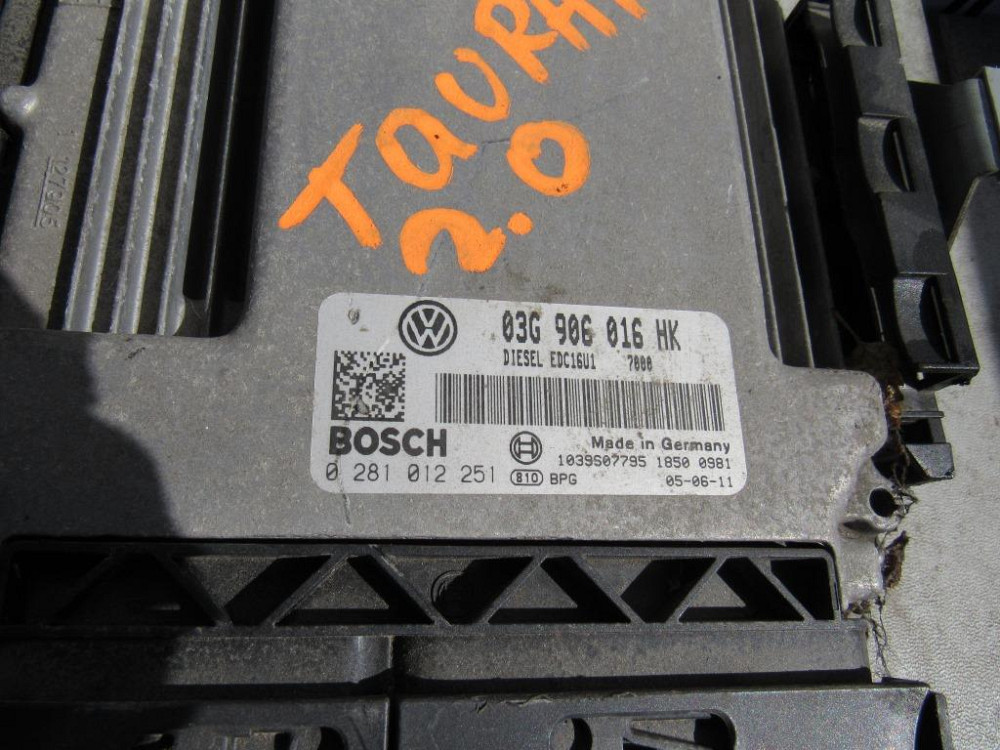 TOURAN
2.0
127605
03G 906 016 HK
DIESEL EDC16U1 7000
BOSCH
Made in Germany
1039S07795 1850 0981
0 281 012 251 810 BPG 05-06-11